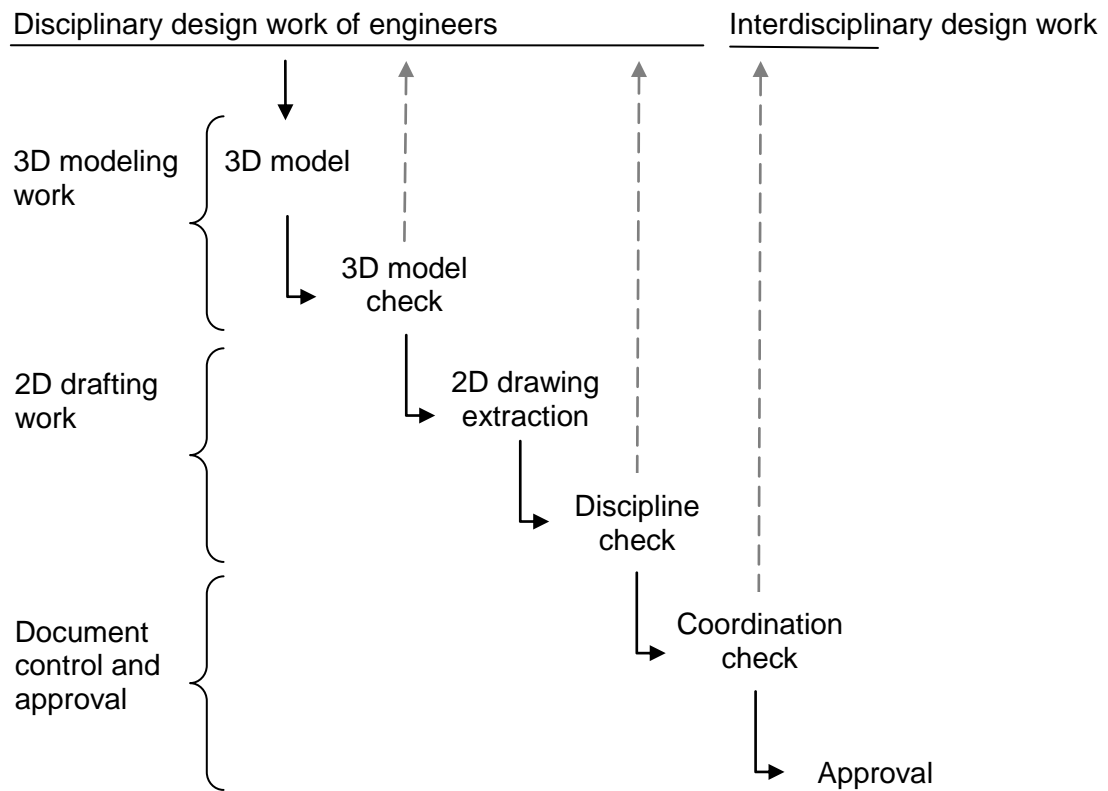 Disciplinary design work of engineers
Interdisciplinary design work
3D modeling
work
3D model
3D model
check
2D drafting
work
2D drawing
extraction
Discipline
check
Document
control and
approval
Coordination
check
Approval